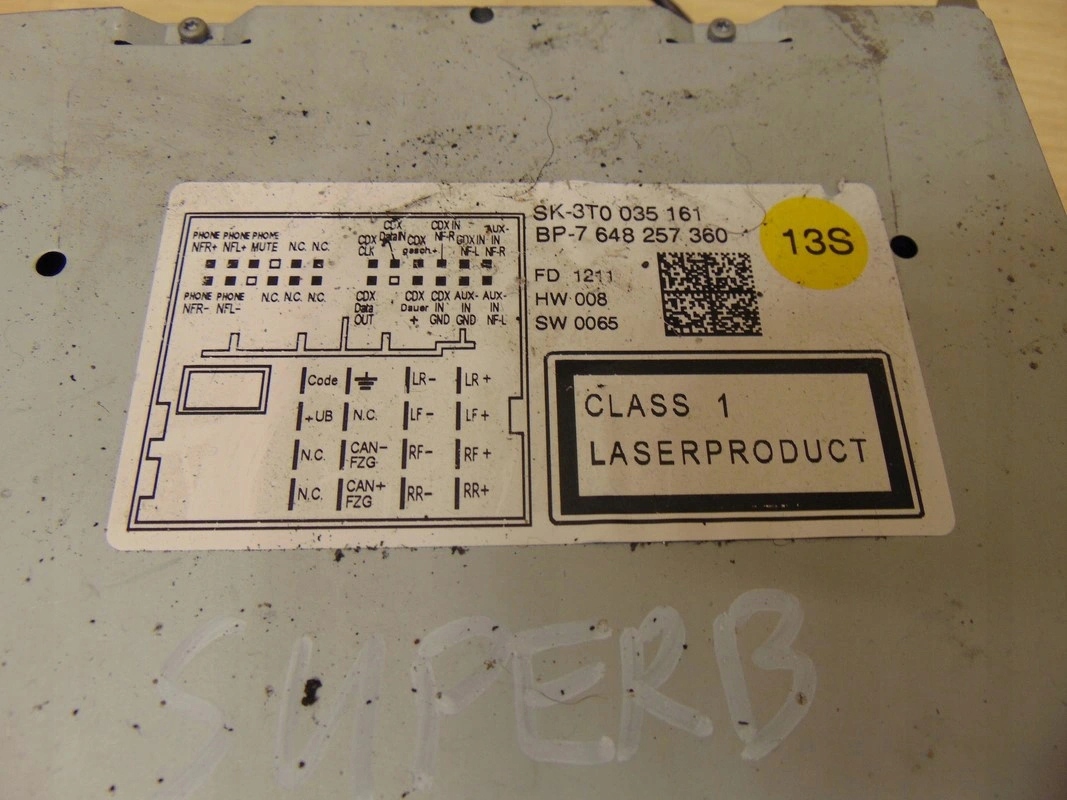 SK-3T0 035 161
BP-7 648 257 360
FD 1211
HW 008
SW 0065
13S
CDX CDX IN AUX-
PHONE PHONE PHONE CDX DataIN CDX NF-R CDX IN IN
NFR+ NFL+ MUTE N.C. N.C. CLK gesch.+ NF-L NF-R
PHONE PHONE N.C. N.C. N.C. CDX CDX CDX AUX- AUX-
NFR- NFL- Data Dauer IN IN IN
OUT + GND GND NF-L
Code LR- LR+
+UB N.C. LF- LF+
N.C. CAN- FZG RF- RF+
N.C. CAN+ FZG RR- RR+
CLASS 1
LASERPRODUCT
SUPERB